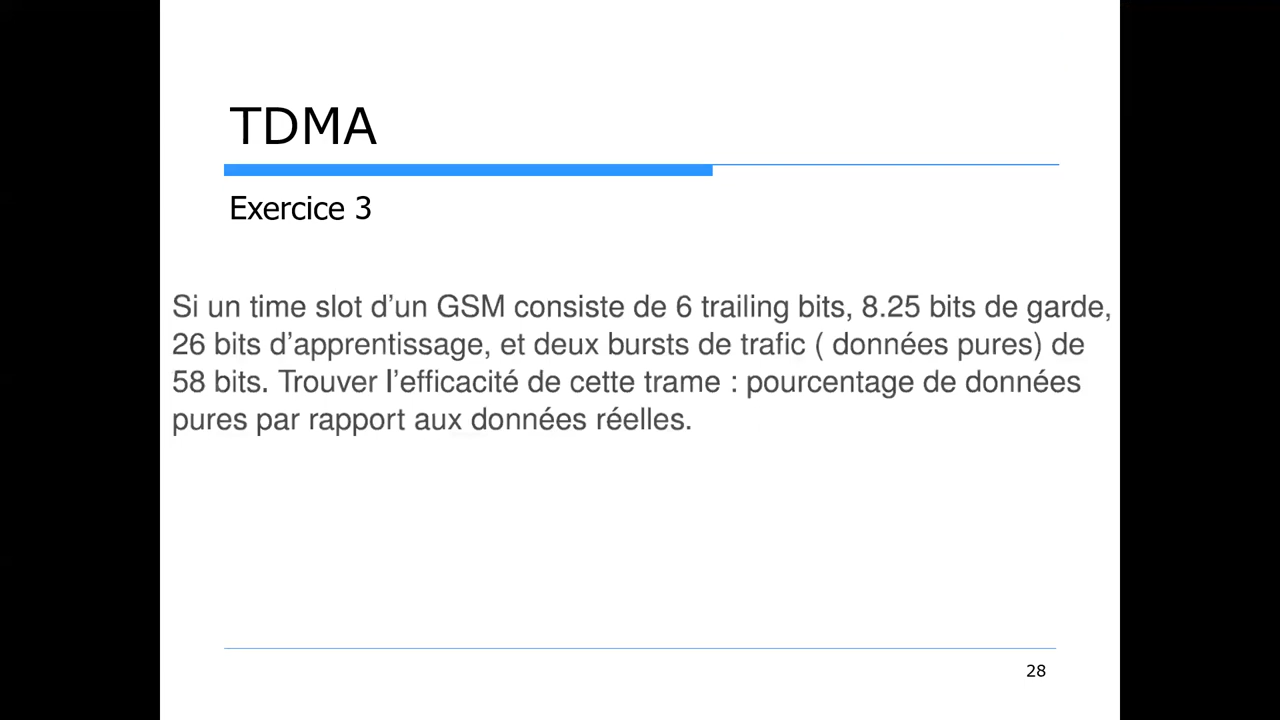 TDMA
Exercice 3
Si un time slot d’un GSM consiste de 6 trailing bits, 8.25 bits de garde,
26 bits d’apprentissage, et deux bursts de trafic ( données pures) de
58 bits. Trouver l’efficacité de cette trame : pourcentage de données
pures par rapport aux données réelles.
28